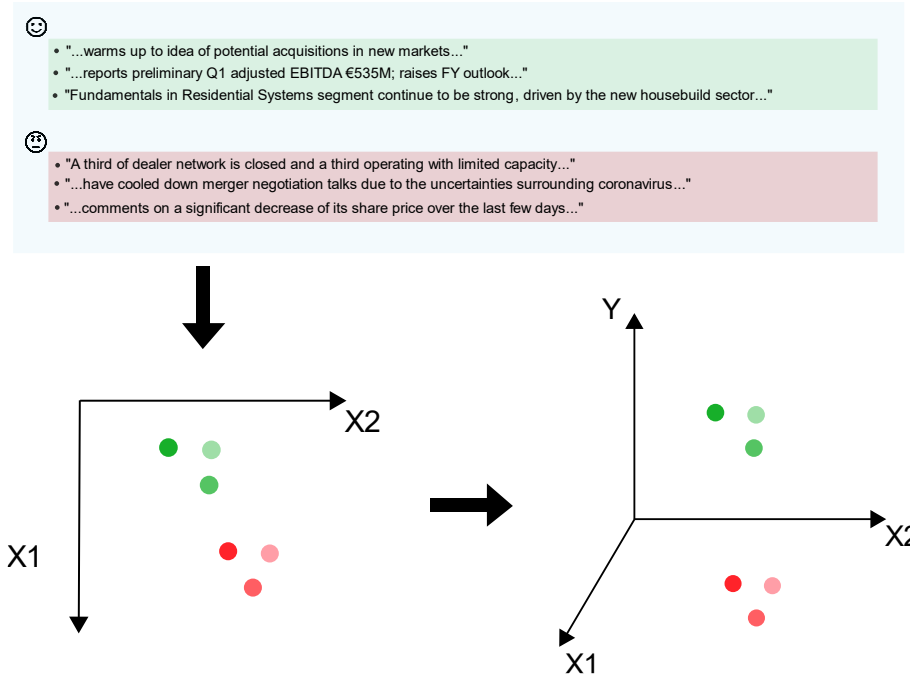 • "...warms up to idea of potential acquisitions in new markets..."
• "...reports preliminary Q1 adjusted EBITDA €535M; raises FY outlook..."
• "Fundamentals in Residential Systems segment continue to be strong, driven by the new housebuild sector..."
• "A third of dealer network is closed and a third operating with limited capacity..."
• "...have cooled down merger negotiation talks due to the uncertainties surrounding coronavirus..."
• "...comments on a significant decrease of its share price over the last few days..."
Y
X2
X1
X2
X1